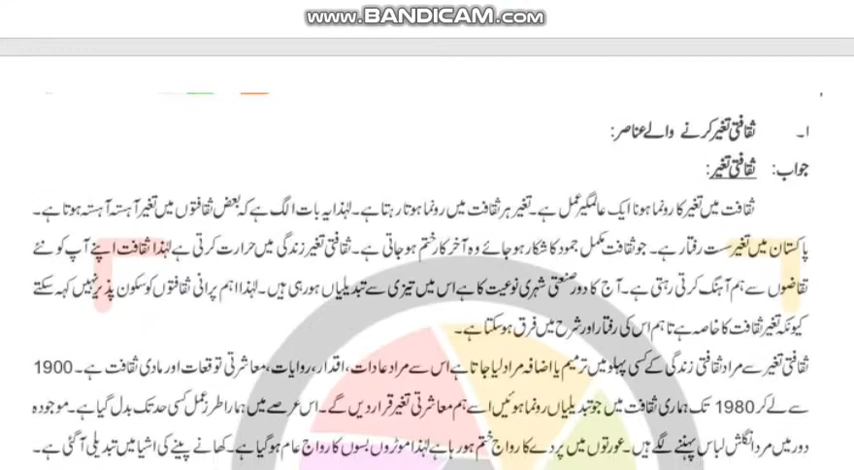 WWW.BANDICAM.COM
۱۔ ثقافتی تغیر کرنے والے عناصر:
جواب: ثقافتی تغیر:
ثقافت میں تغیر کا رونما ہونا ایک عالمگیر عمل ہے۔ تغیر ہر ثقافت میں رونما ہوتا رہتا ہے۔ لہٰذا یہ بات الگ ہے کہ بعض ثقافتوں میں تغیر آہستہ آہستہ ہوتا ہے۔
پاکستان میں تغیر سست رفتار ہے۔ جو ثقافت مکمل جمود کا شکار ہو جائے وہ آخر کار ختم ہو جاتی ہے۔ ثقافتی تغیر زندگی میں حرارت کرتی ہے لہٰذا ثقافت اپنے آپ کو نئے
تقاضوں سے ہم آہنگ کرتی رہتی ہے۔ آج کا دور صنعتی شہری نوعیت کا ہے اس میں تیزی سے تبدیلیاں ہو رہی ہیں۔ لہٰذا ہم پرانی ثقافتوں کو سکون پذیر نہیں کہہ سکتے
کیونکہ تغیر ثقافت کا خاصہ ہے تاہم اس کی رفتار اور شرح میں فرق ہو سکتا ہے۔
ثقافتی تغیر سے مراد ثقافتی زندگی کے کسی پہلو میں ترمیم یا اضافہ مراد لیا جاتا ہے اس سے مراد عادات، اقدار، روایات، معاشرتی توقعات اور مادی ثقافت ہے۔ 1900
سے لے کر 1980 تک ہماری ثقافت میں جو تبدیلیاں رونما ہوئیں اسے ہم معاشرتی تغیر قرار دیں گے۔ اس عرصے میں ہمارا طرز عمل کسی حد تک بدل گیا ہے۔ موجودہ
دور میں مرد انگلش لباس پہننے لگے ہیں۔ عورتوں میں پردے کا رواج ختم ہو رہا ہے لہٰذا موٹروں بسوں کا رواج عام ہو گیا ہے۔ کھانے پینے کی اشیا میں تبدیلی آ گئی ہے۔